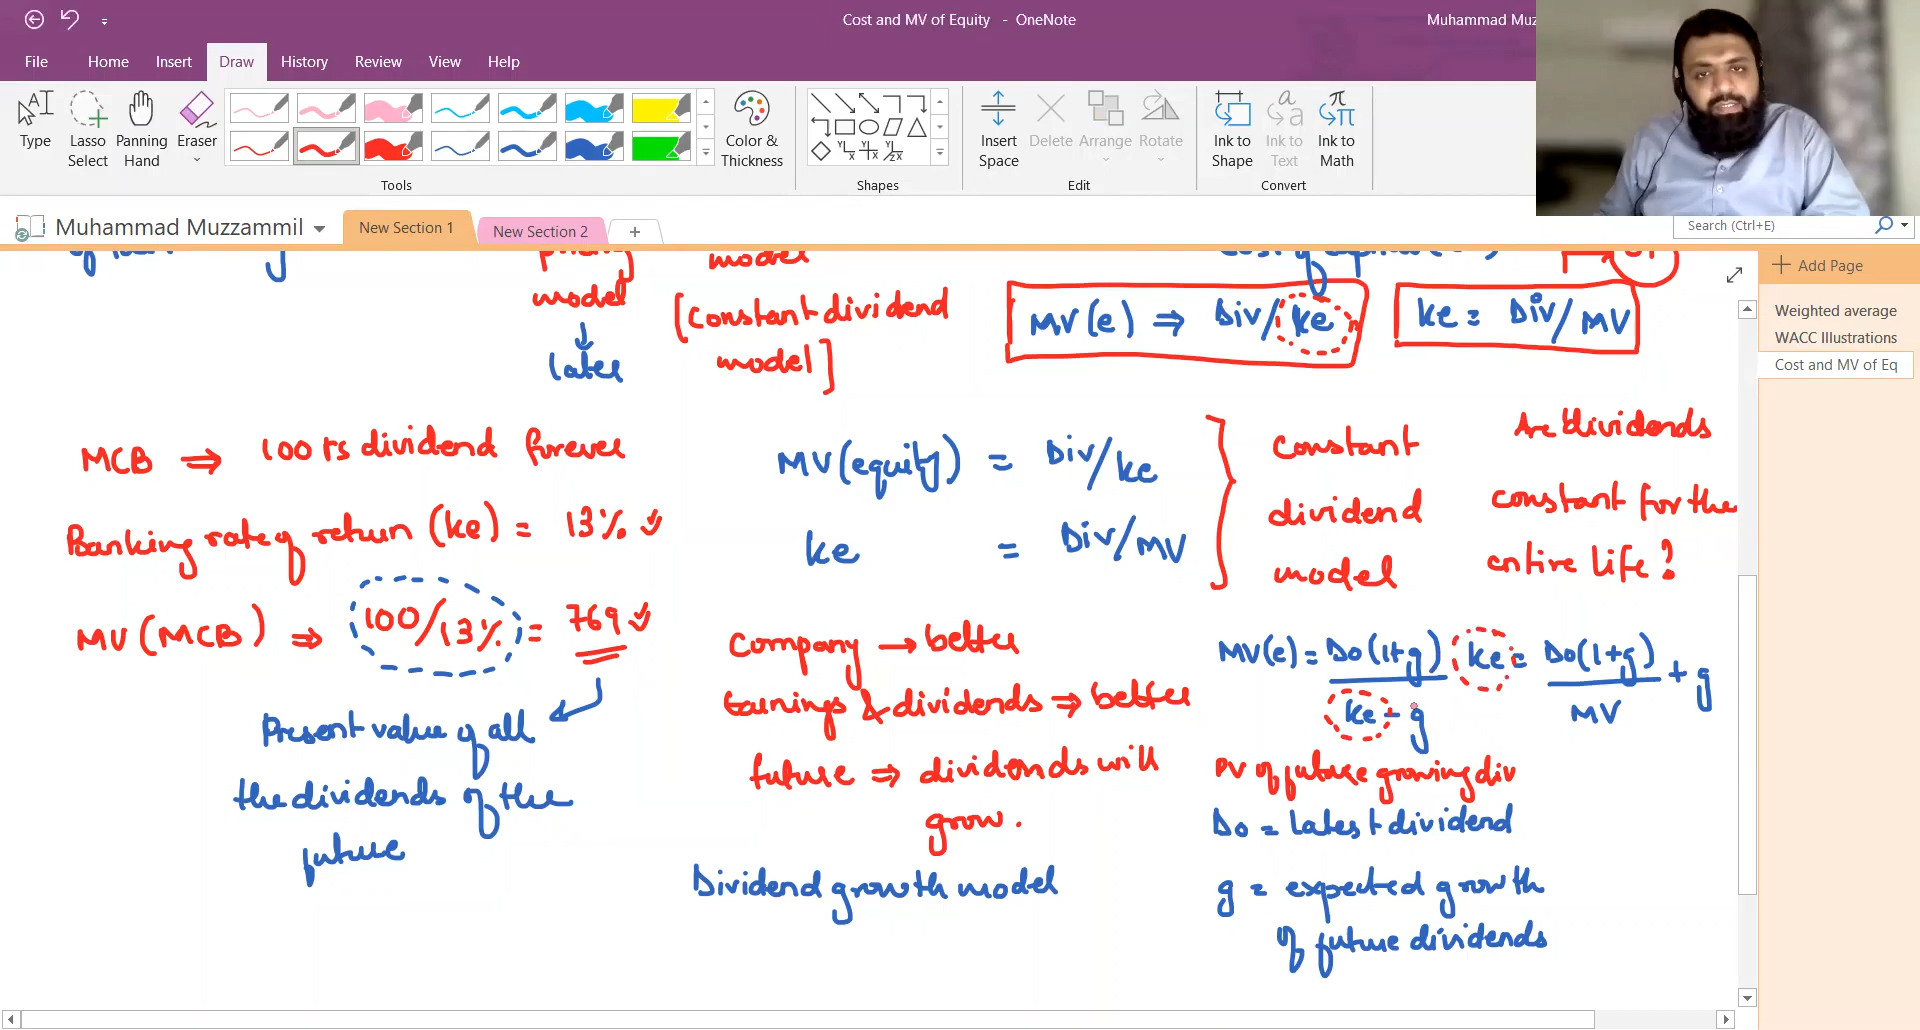 Cost and MV of Equity - OneNote
Muhammad Muz
File Home Insert Draw History Review View Help
Type
Lasso Select
Panning Hand
Eraser
Color & Thickness
Insert Space
Delete
Arrange
Rotate
Ink to Shape
Ink to Text
Ink to Math
Tools
Shapes
Edit
Convert
Muhammad Muzzammil
New Section 1
New Section 2
Search (Ctrl+E)
Add Page
Weighted average
WACC Illustrations
Cost and MV of Eq
model
↓
later
model
[constant dividend
model]
MV(e) ⇒ Div/ke
ke = Div/MV
MCB ⇒ 100 rs dividend forever
Banking rate of return (ke) = 13%
MV(MCB) ⇒ 100/13% = 769
Present value of all
the dividends of the
future
MV(equity) = Div/ke
ke = Div/MV
constant
dividend
model
Are dividends
constant for the
entire life?
Company → better
Earnings & dividends ⇒ better
future ⇒ dividends will
grow.
Dividend growth model
MV(e) = Do(1+g)
ke - g
ke = Do(1+g) + g
MV
PV of future growing div
Do = latest dividend
g = expected growth
of future dividends